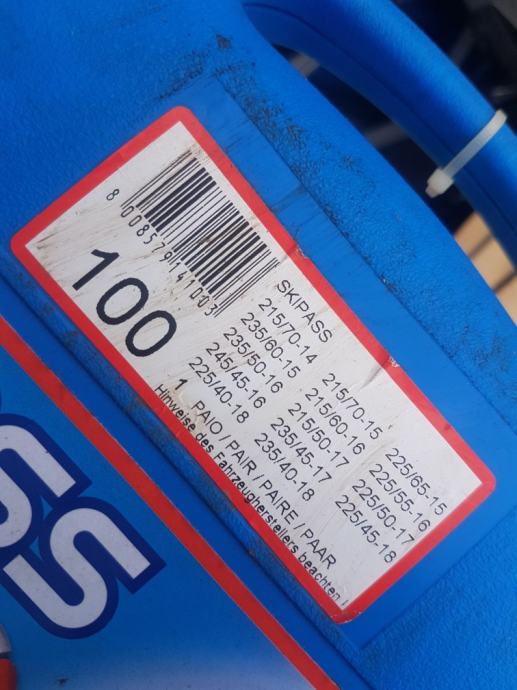 8 008579 141003
100
SKIPASS
215/70-14 215/70-15 225/65-15
235/60-15 215/60-16 225/55-16
235/50-16 215/50-17 225/50-17
245/45-16 235/45-17 225/45-18
225/40-18 235/40-18
1 PAIO / PAIR / PAIRE / PAAR
Hinweise des Fahrzeugherstellers beachten !
ss